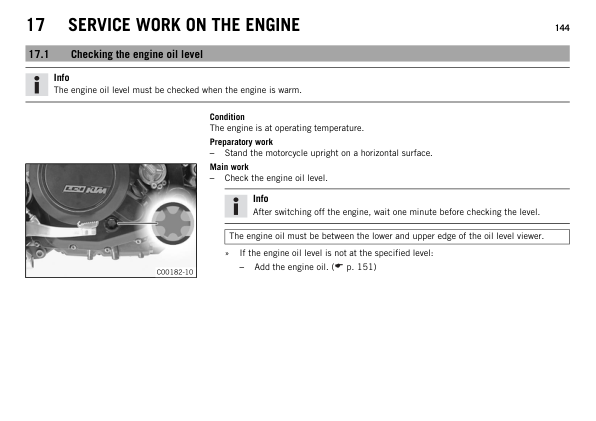 17 SERVICE WORK ON THE ENGINE
144
17.1 Checking the engine oil level
Info
The engine oil level must be checked when the engine is warm.
Condition
The engine is at operating temperature.
Preparatory work
– Stand the motorcycle upright on a horizontal surface.
Main work
– Check the engine oil level.
Info
After switching off the engine, wait one minute before checking the level.
The engine oil must be between the lower and upper edge of the oil level viewer.
» If the engine oil level is not at the specified level:
– Add the engine oil. (☛ p. 151)
LC4 KTM
C00182-10